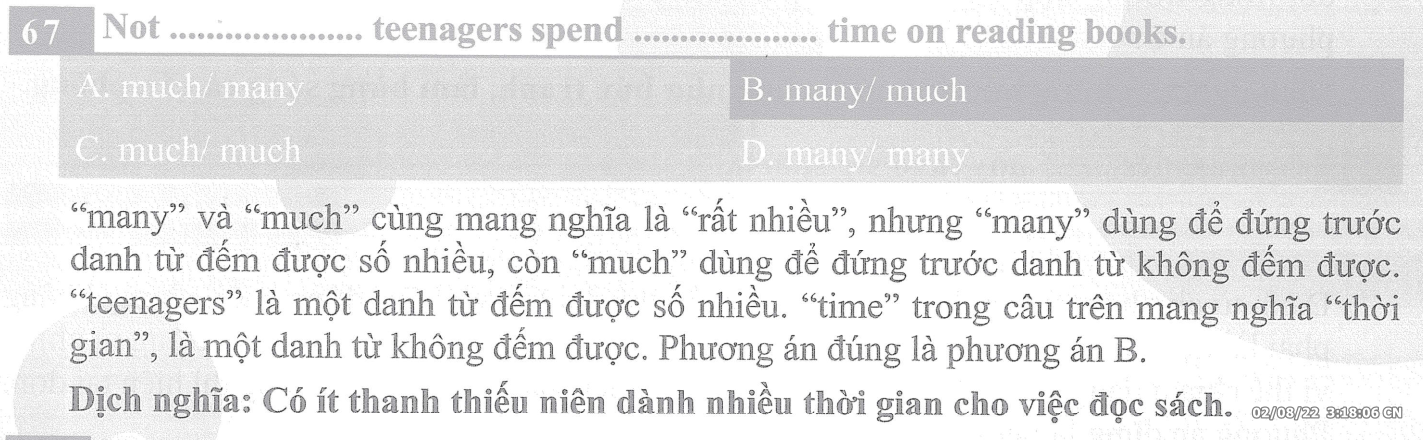 67 Not ..................... teenagers spend .................... time on reading books.
A. much/ many B. many/ much
C. much/ much D. many/ many
“many” và “much” cùng mang nghĩa là “rất nhiều”, nhưng “many” dùng để đứng trước
danh từ đếm được số nhiều, còn “much” dùng để đứng trước danh từ không đếm được.
“teenagers” là một danh từ đếm được số nhiều. “time” trong câu trên mang nghĩa “thời
gian”, là một danh từ không đếm được. Phương án đúng là phương án B.
Dịch nghĩa: Có ít thanh thiếu niên dành nhiều thời gian cho việc đọc sách.
02/08/22 3:18:06 CN